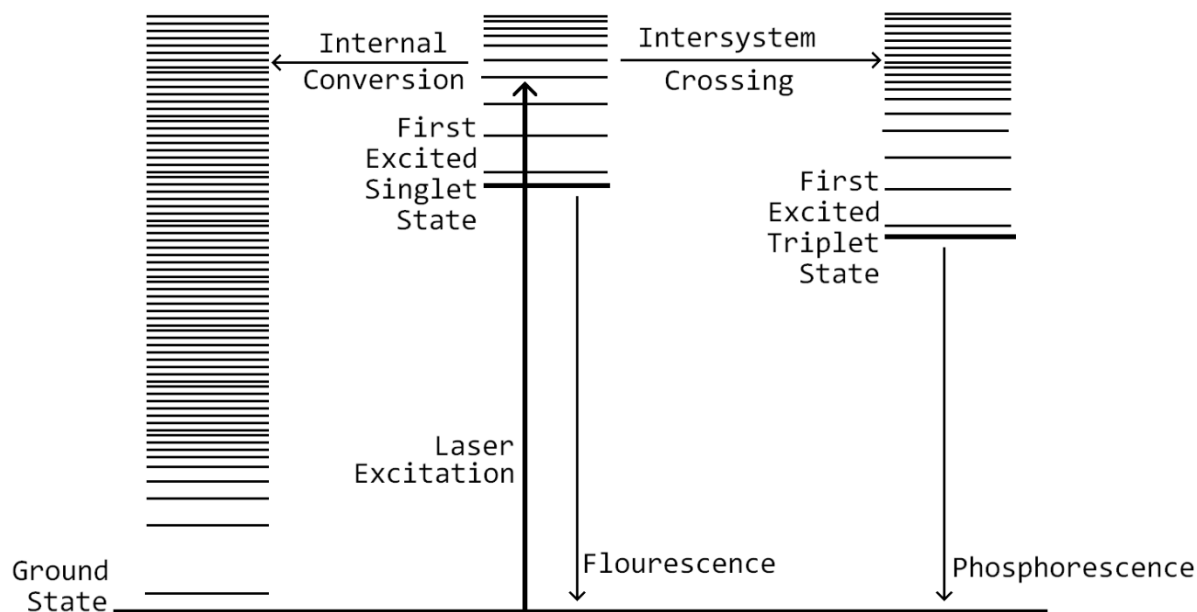 Internal
Conversion
Intersystem
Crossing
First
Excited
Singlet
State
First
Excited
Triplet
State
Laser
Excitation
Flourescence
Phosphorescence
Ground
State